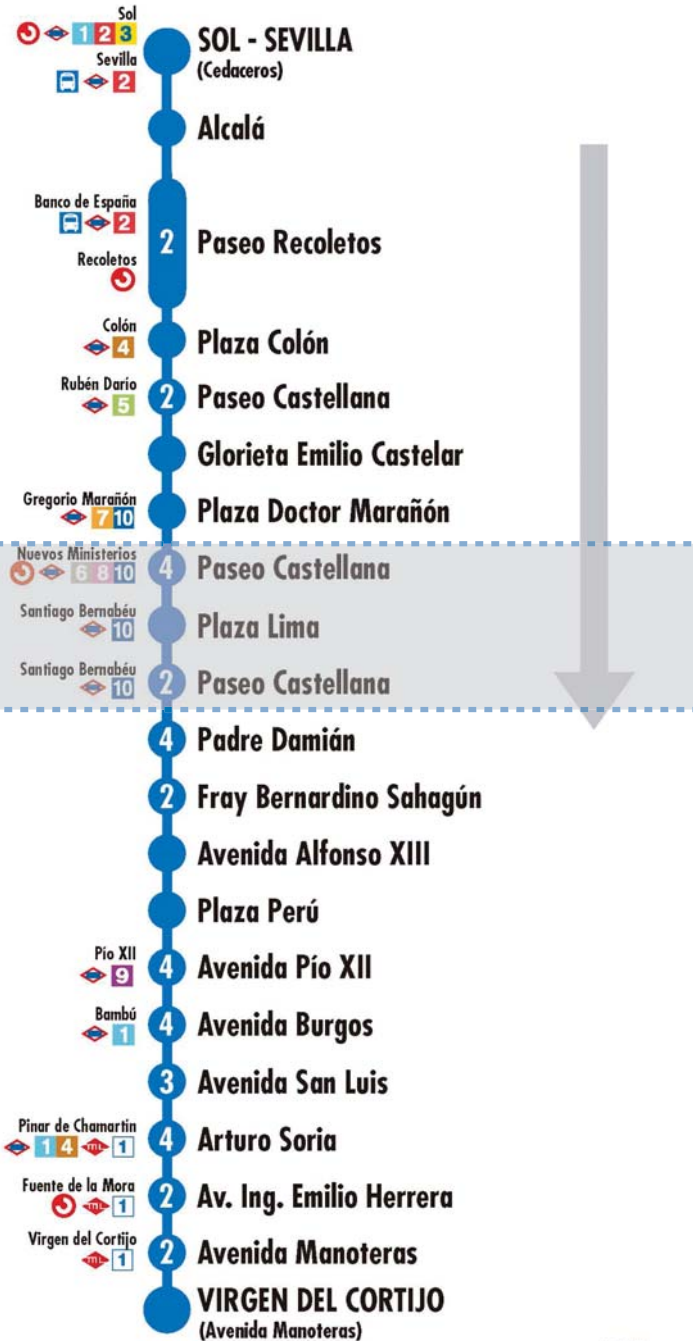 Sol
1 2 3
SOL - SEVILLA
(Cedaceros)
Sevilla
2
Alcalá
Banco de España
2
2 Paseo Recoletos
Recoletos
Colón
4
Plaza Colón
Rubén Darío
5
2 Paseo Castellana
Glorieta Emilio Castelar
Gregorio Marañón
7 10
Plaza Doctor Marañón
Nuevos Ministerios
6 8 10
4 Paseo Castellana
Santiago Bernabéu
10
Plaza Lima
Santiago Bernabéu
10
2 Paseo Castellana
4 Padre Damián
2 Fray Bernardino Sahagún
Avenida Alfonso XIII
Plaza Perú
Pío XII
9
4 Avenida Pío XII
Bambú
1
4 Avenida Burgos
3 Avenida San Luis
Pinar de Chamartín
1 4 ML 1
4 Arturo Soria
Fuente de la Mora
ML 1
2 Av. Ing. Emilio Herrera
Virgen del Cortijo
ML 1
2 Avenida Manoteras
VIRGEN DEL CORTIJO
(Avenida Manoteras)